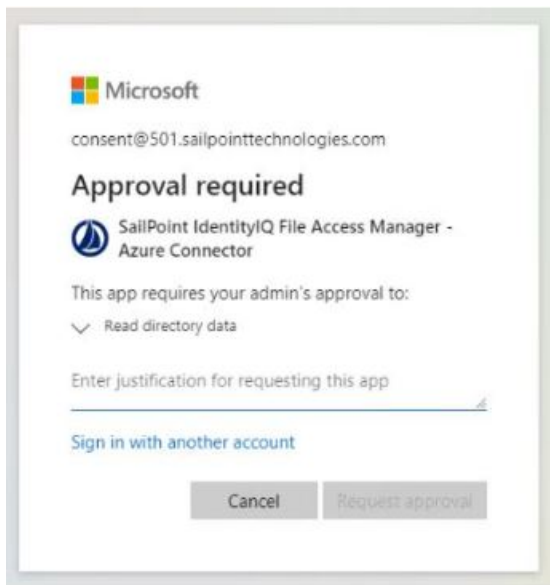 Microsoft
consent@501.sailpointtechnologies.com
Approval required
SailPoint IdentityIQ File Access Manager -
Azure Connector
This app requires your admin's approval to:
Read directory data
Enter justification for requesting this app
Sign in with another account
Cancel Request approval